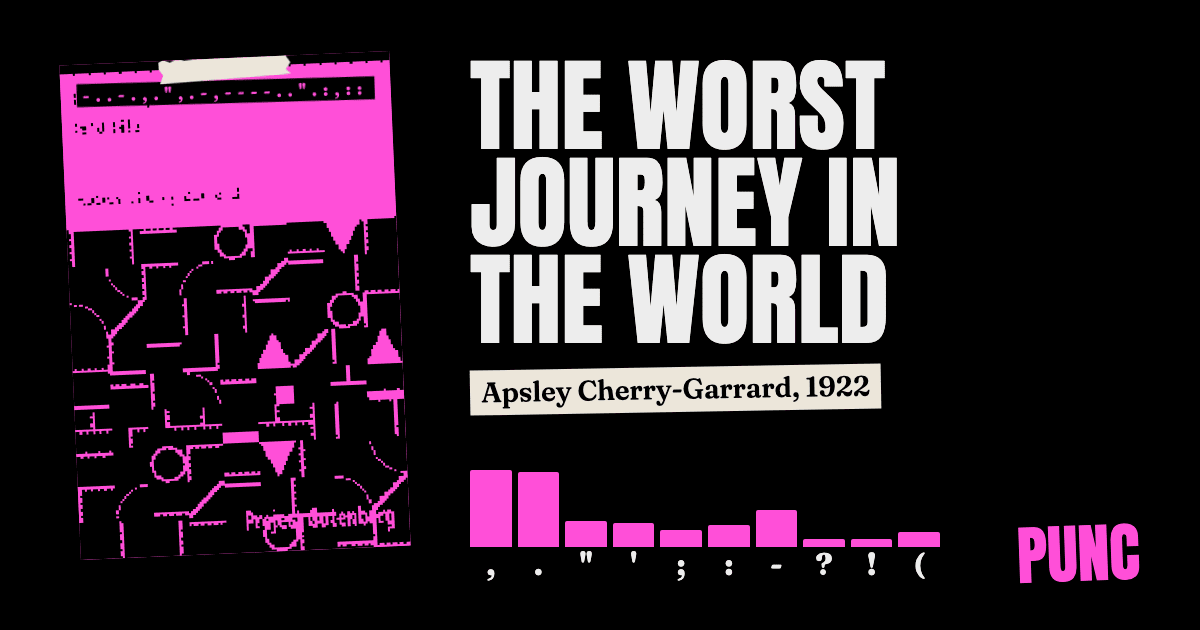 THE WORST
JOURNEY IN
THE WORLD
Apsley Cherry-Garrard, 1922
, . " ' ; : - ? ! (
PUNC
Project Gutenberg